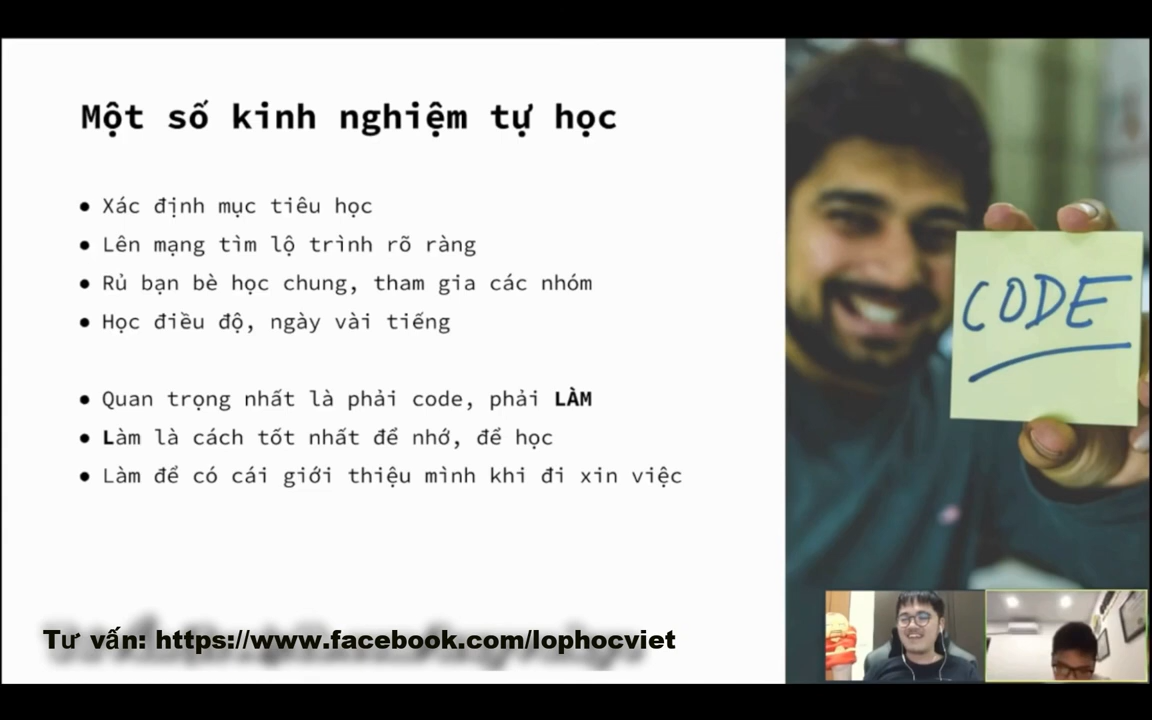 Một số kinh nghiệm tự học
● Xác định mục tiêu học
● Lên mạng tìm lộ trình rõ ràng
● Rủ bạn bè học chung, tham gia các nhóm
● Học điều độ, ngày vài tiếng
● Quan trọng nhất là phải code, phải LÀM
● Làm là cách tốt nhất để nhớ, để học
● Làm để có cái giới thiệu mình khi đi xin việc
CODE
Tư vấn: https://www.facebook.com/lophocviet